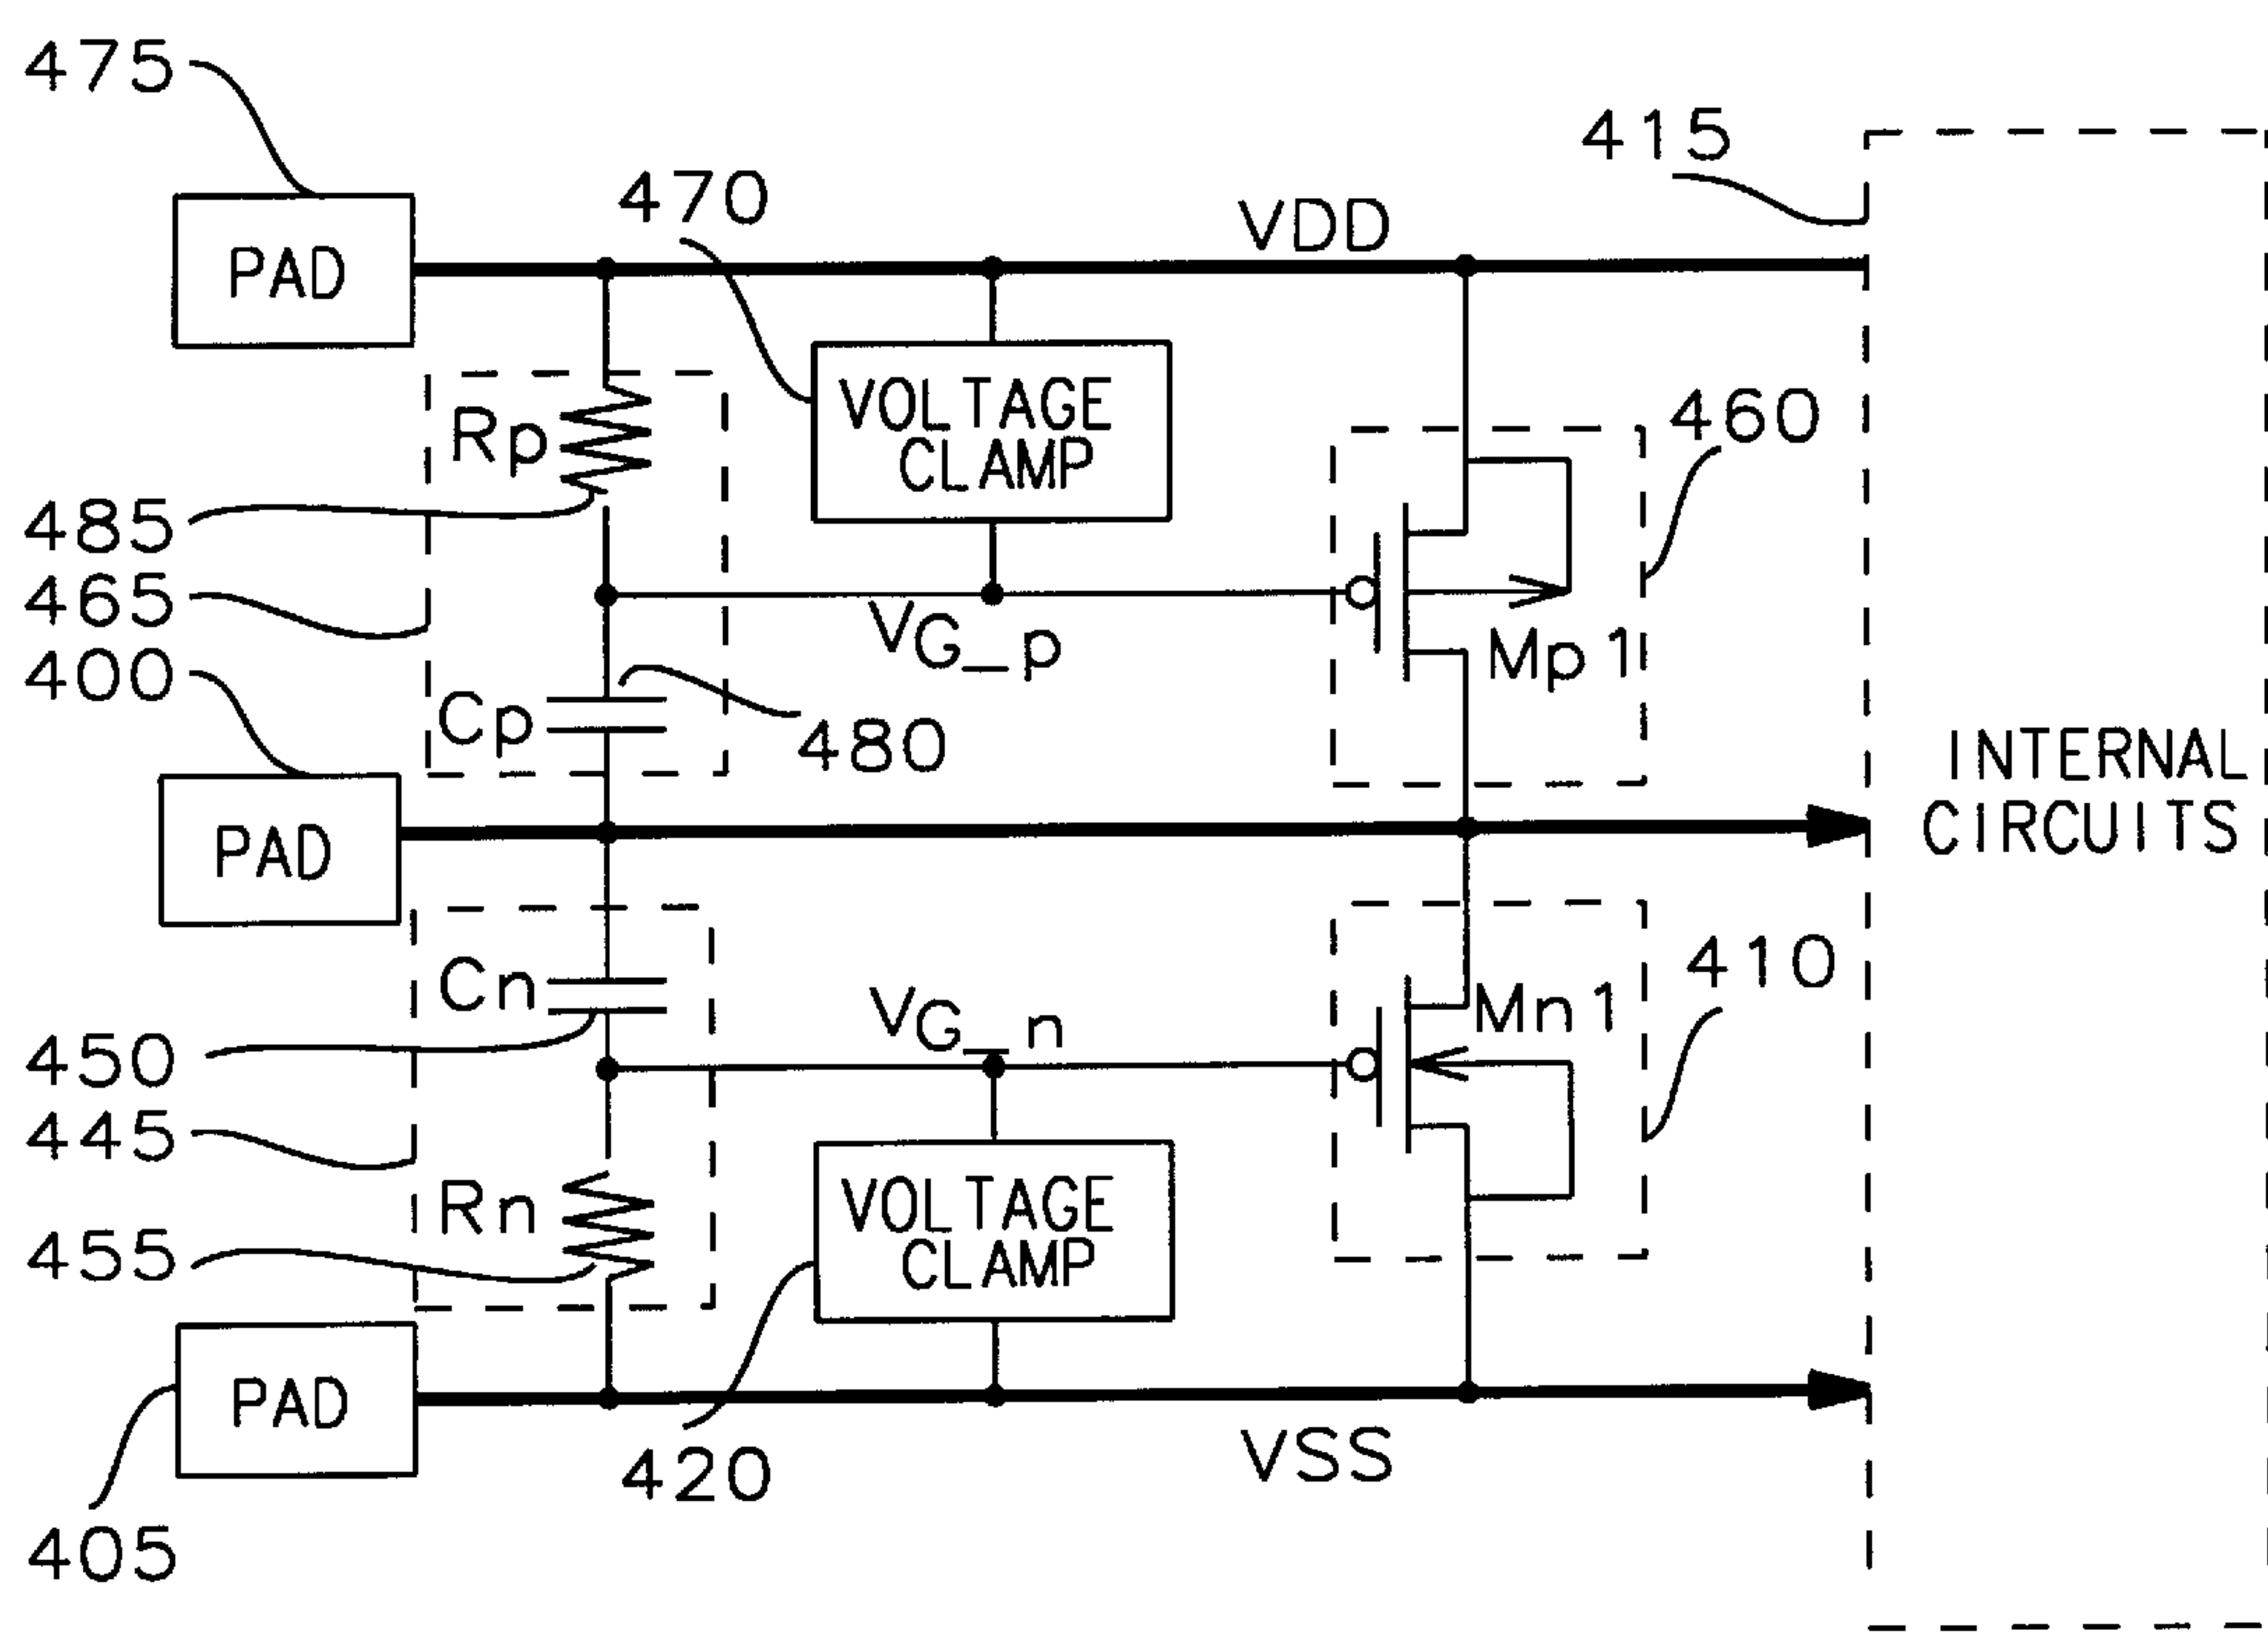 475
415
470
VDD
PAD
VOLTAGE
CLAMP
460
Rp
485
465
VG_p
Mp1
400
Cp
480
INTERNAL
CIRCUITS
PAD
Cn
410
VG_n
Mn1
450
445
Rn
VOLTAGE
CLAMP
455
PAD
420
VSS
405